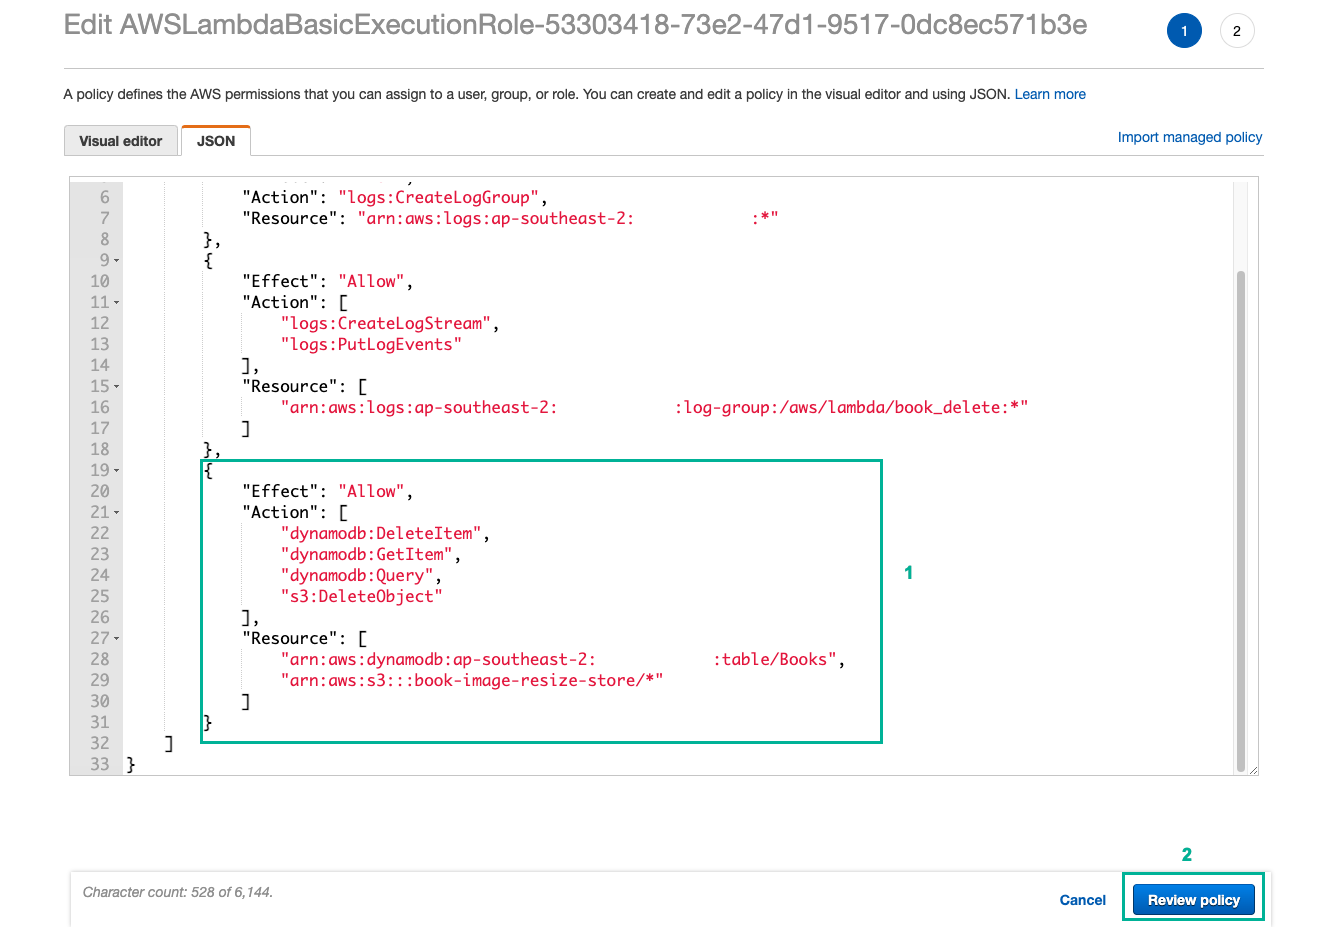 Edit AWSLambdaBasicExecutionRole-53303418-73e2-47d1-9517-0dc8ec571b3e
1 2
A policy defines the AWS permissions that you can assign to a user, group, or role. You can create and edit a policy in the visual editor and using JSON. Learn more
Visual editor JSON
Import managed policy
6 "Action": "logs:CreateLogGroup",
7 "Resource": "arn:aws:logs:ap-southeast-2: :*"
8 },
9 {
10 "Effect": "Allow",
11 "Action": [
12 "logs:CreateLogStream",
13 "logs:PutLogEvents"
14 ],
15 "Resource": [
16 "arn:aws:logs:ap-southeast-2: :log-group:/aws/lambda/book_delete:*"
17 ]
18 },
19 {
20 "Effect": "Allow",
21 "Action": [
22 "dynamodb:DeleteItem",
23 "dynamodb:GetItem",
24 "dynamodb:Query",
25 "s3:DeleteObject"
26 ],
27 "Resource": [
28 "arn:aws:dynamodb:ap-southeast-2: :table/Books",
29 "arn:aws:s3:::book-image-resize-store/*"
30 ]
31 }
32 ]
33 }
1
2
Character count: 528 of 6,144.
Cancel Review policy